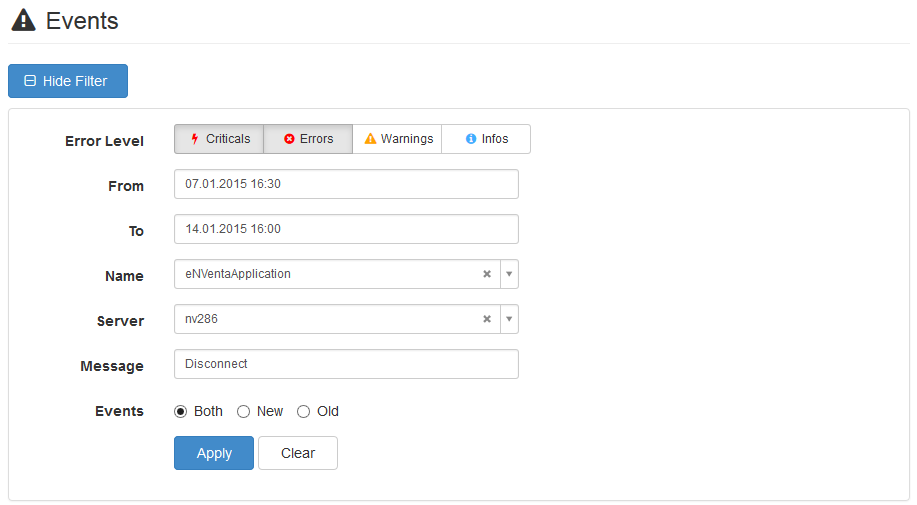 Events
Hide Filter
Error Level Criticals Errors Warnings Infos
From 07.01.2015 16:30
To 14.01.2015 16:00
Name eNVentaApplication
Server nv286
Message Disconnect
Events Both New Old
Apply Clear